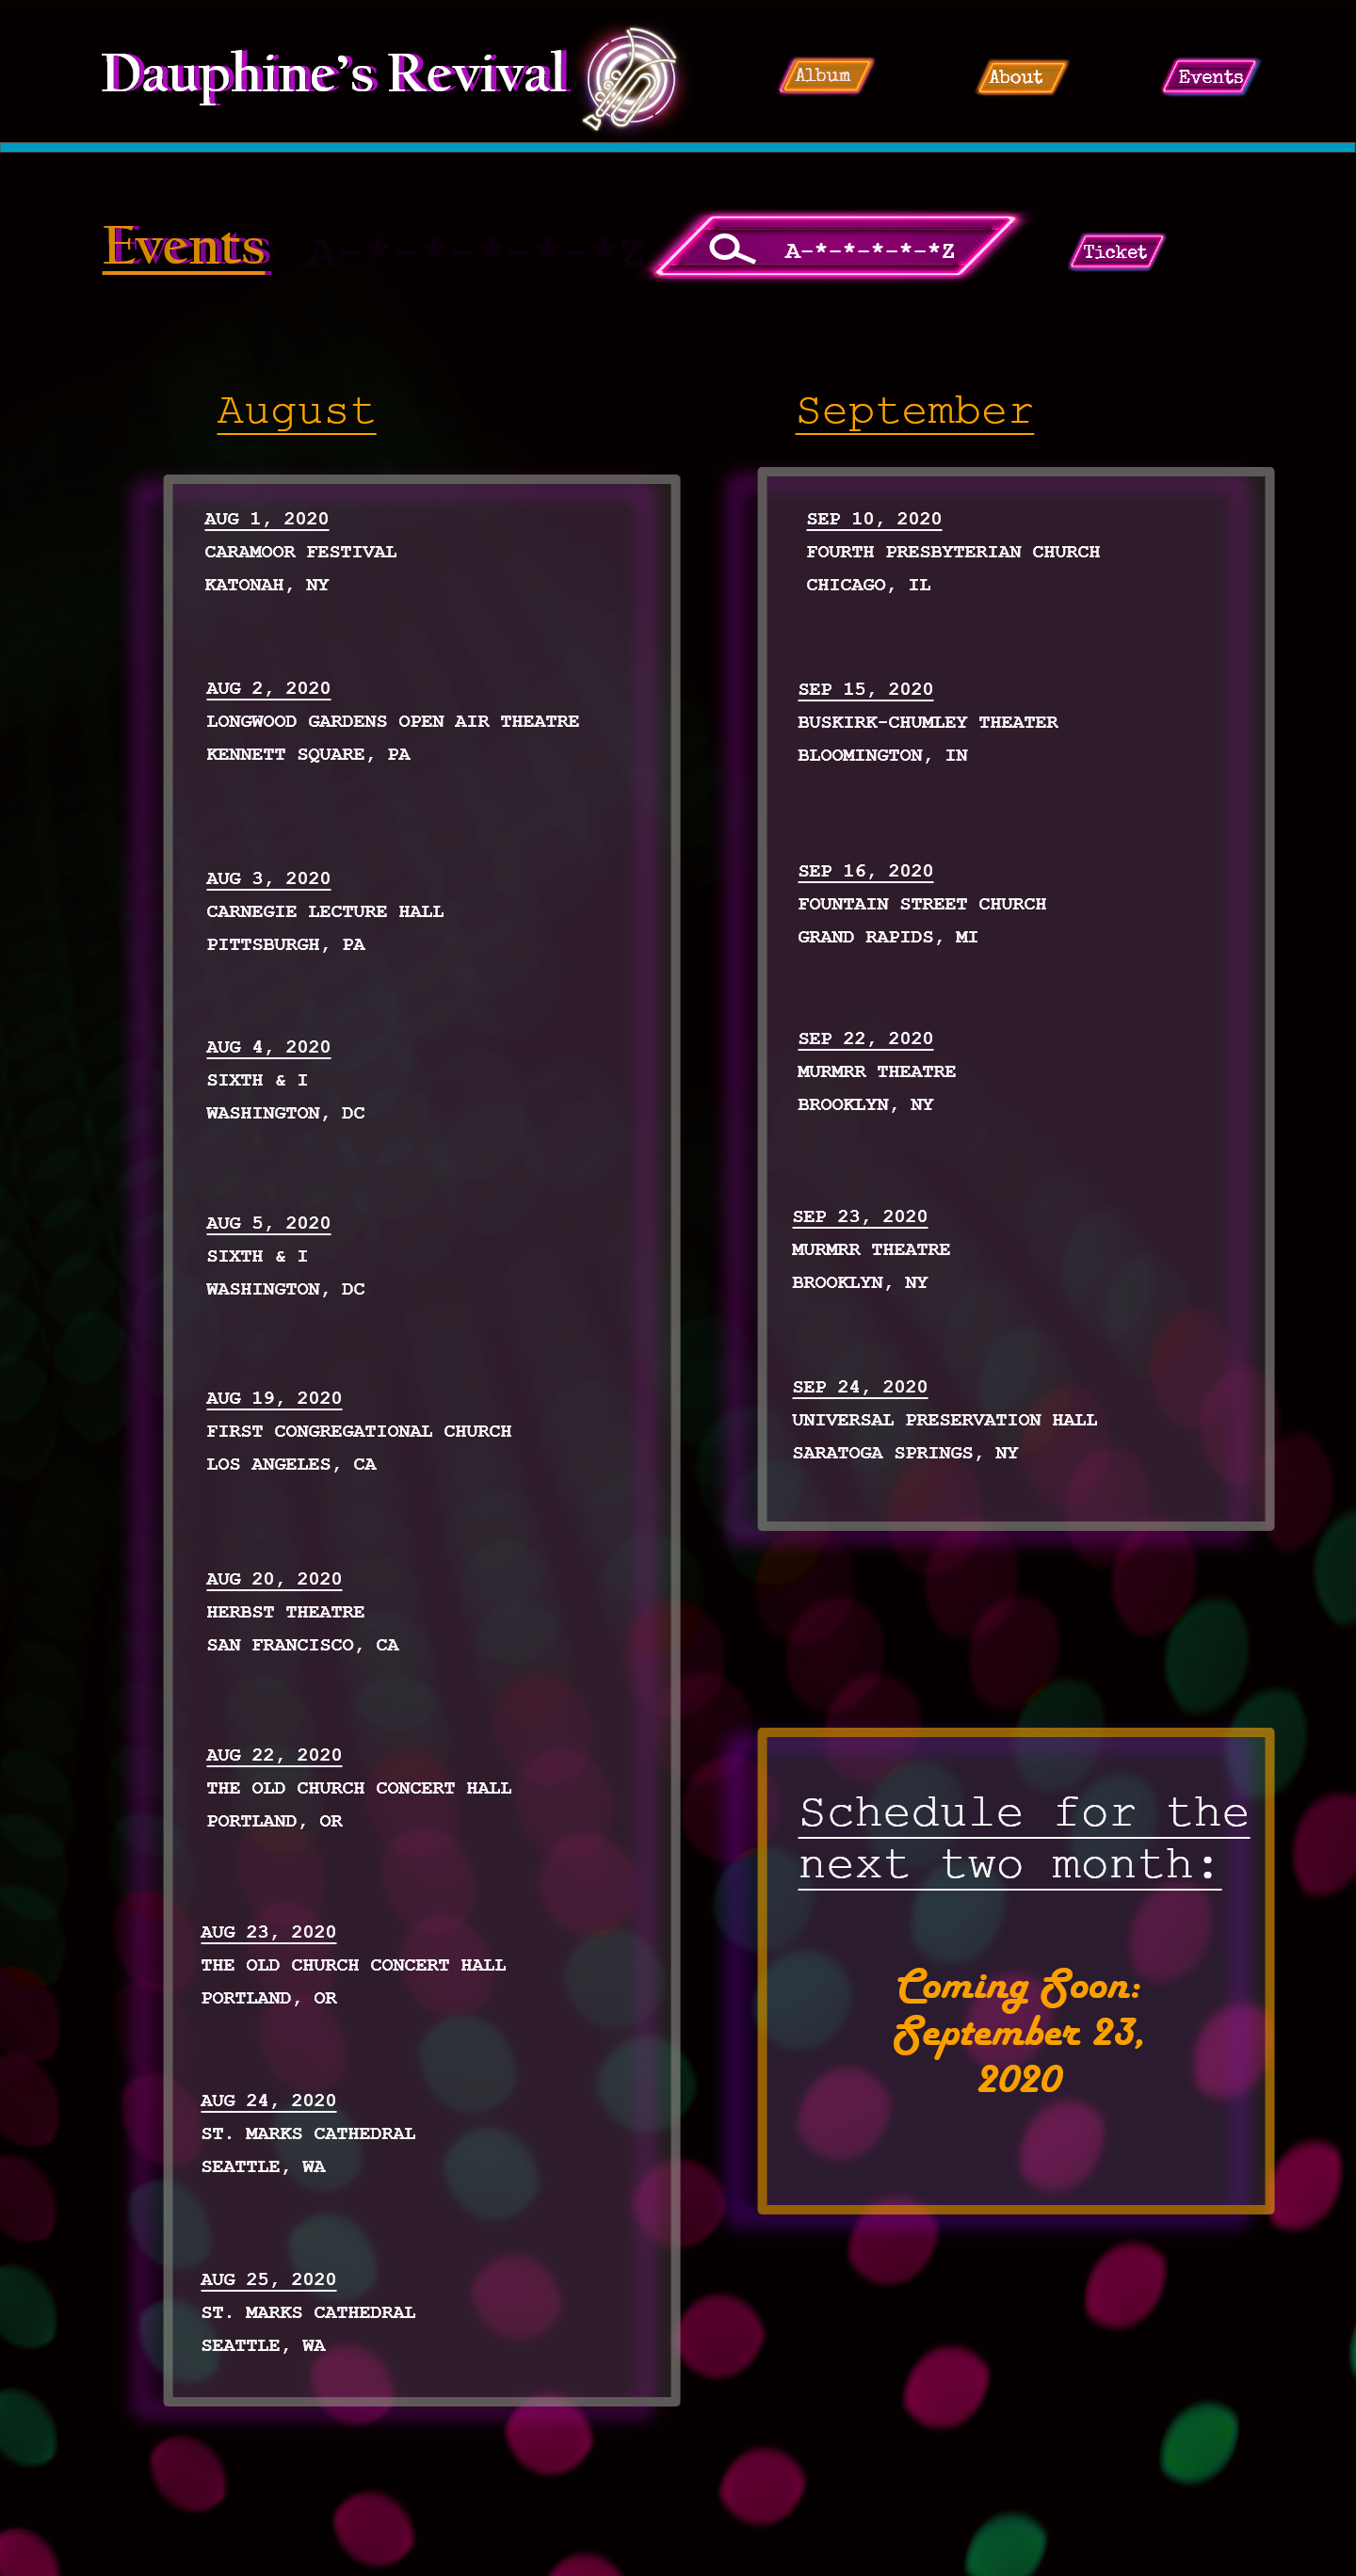 Dauphine's Revival
Album
About
Events
Events
A-*-*-*-*-*Z
A-*-*-*-*-*Z
Ticket
August
AUG 1, 2020
CARAMOOR FESTIVAL
KATONAH, NY
AUG 2, 2020
LONGWOOD GARDENS OPEN AIR THEATRE
KENNETT SQUARE, PA
AUG 3, 2020
CARNEGIE LECTURE HALL
PITTSBURGH, PA
AUG 4, 2020
SIXTH & I
WASHINGTON, DC
AUG 5, 2020
SIXTH & I
WASHINGTON, DC
AUG 19, 2020
FIRST CONGREGATIONAL CHURCH
LOS ANGELES, CA
AUG 20, 2020
HERBST THEATRE
SAN FRANCISCO, CA
AUG 22, 2020
THE OLD CHURCH CONCERT HALL
PORTLAND, OR
AUG 23, 2020
THE OLD CHURCH CONCERT HALL
PORTLAND, OR
AUG 24, 2020
ST. MARKS CATHEDRAL
SEATTLE, WA
AUG 25, 2020
ST. MARKS CATHEDRAL
SEATTLE, WA
September
SEP 10, 2020
FOURTH PRESBYTERIAN CHURCH
CHICAGO, IL
SEP 15, 2020
BUSKIRK-CHUMLEY THEATER
BLOOMINGTON, IN
SEP 16, 2020
FOUNTAIN STREET CHURCH
GRAND RAPIDS, MI
SEP 22, 2020
MURMRR THEATRE
BROOKLYN, NY
SEP 23, 2020
MURMRR THEATRE
BROOKLYN, NY
SEP 24, 2020
UNIVERSAL PRESERVATION HALL
SARATOGA SPRINGS, NY
Schedule for the
next two month:
Coming Soon:
September 23,
2020